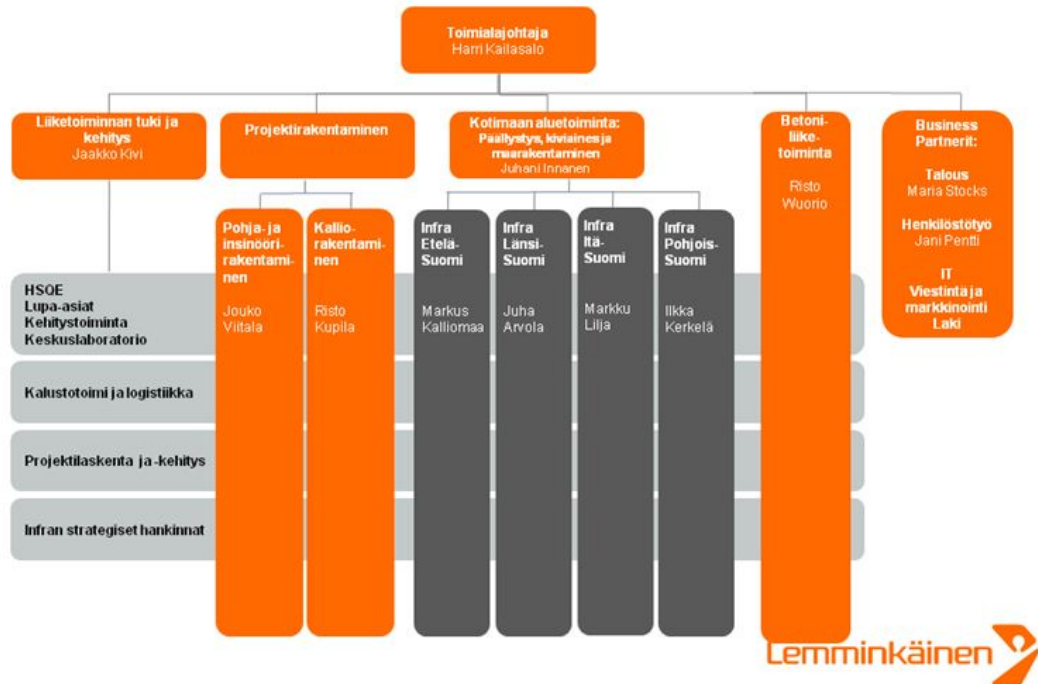 Toimialajohtaja
Harri Kailasalo
Liiketoiminnan tuki ja
kehitys
Jaakko Kivi
Projektirakentaminen
Kotimaan aluetoiminta:
Päällystys, kiviaines ja
maarakentaminen
Juhani Innanen
Betoni-
liike-
toiminta
Risto
Wuorio
Business
Partnerit:
Talous
Maria Stocks
Henkilöstötyö
Jani Pentti
IT
Viestintä ja
markkinointi
Laki
Pohja- ja
insinööri-
rakentami-
nen
Jouko
Viitala
Kallio-
rakentami-
nen
Risto
Kupila
Infra
Etelä-
Suomi
Markus
Kalliomaa
Infra
Länsi-
Suomi
Juha
Arvola
Infra
Itä-
Suomi
Markku
Lilja
Infra
Pohjois-
Suomi
Ilkka
Kerkelä
HSQE
Lupa-asiat
Kehitystoiminta
Keskuslaboratorio
Kalustotoimi ja logistiikka
Projektilaskenta ja -kehitys
Infran strategiset hankinnat
Lemminkäinen